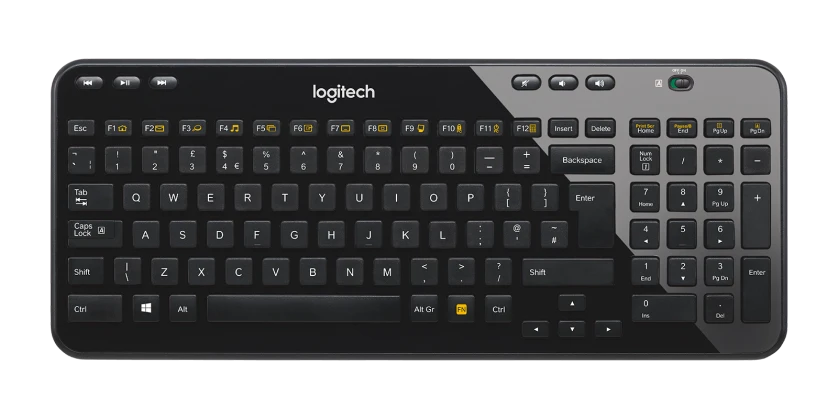 logitech
Esc F1 F2 F3 F4 F5 F6 F7 F8 F9 F10 F11 F12 Insert Delete Print Scr Home Pause/B End Pg Up Pg Dn
¬ ` ¦ ! 1 " 2 £ 3 $ 4 € % 5 ^ 6 & 7 * 8 ( 9 ) 0 _ - + = Backspace Num Lock / * -
Tab Q W E R T Y U I O P { [ } ] Enter 7 Home 8 9 Pg Up +
Caps Lock A A S D F G H J K L : ; @ ' ~ # 4 5 6
Shift | \ Z X C V B N M < , > . ? / Shift 1 End 2 3 Pg Dn Enter
Ctrl Alt Alt Gr FN Ctrl 0 Ins . Del